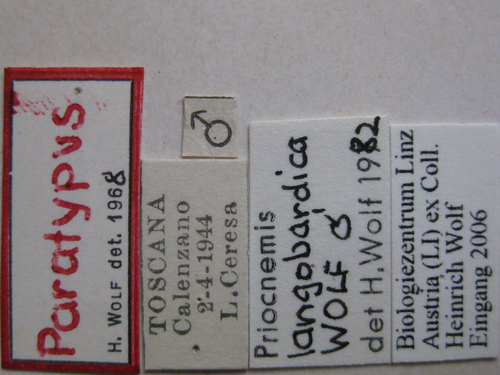 Paratypus
H. WOLF det. 1968
♂
TOSCANA
Calenzano
2-4-1944
L. Ceresa
Priocnemis
langobardica
WOLF ♂
det H. Wolf 1982
Biologiezentrum Linz
Austria (LI) ex Coll.
Heinrich Wolf
Eingang 2006